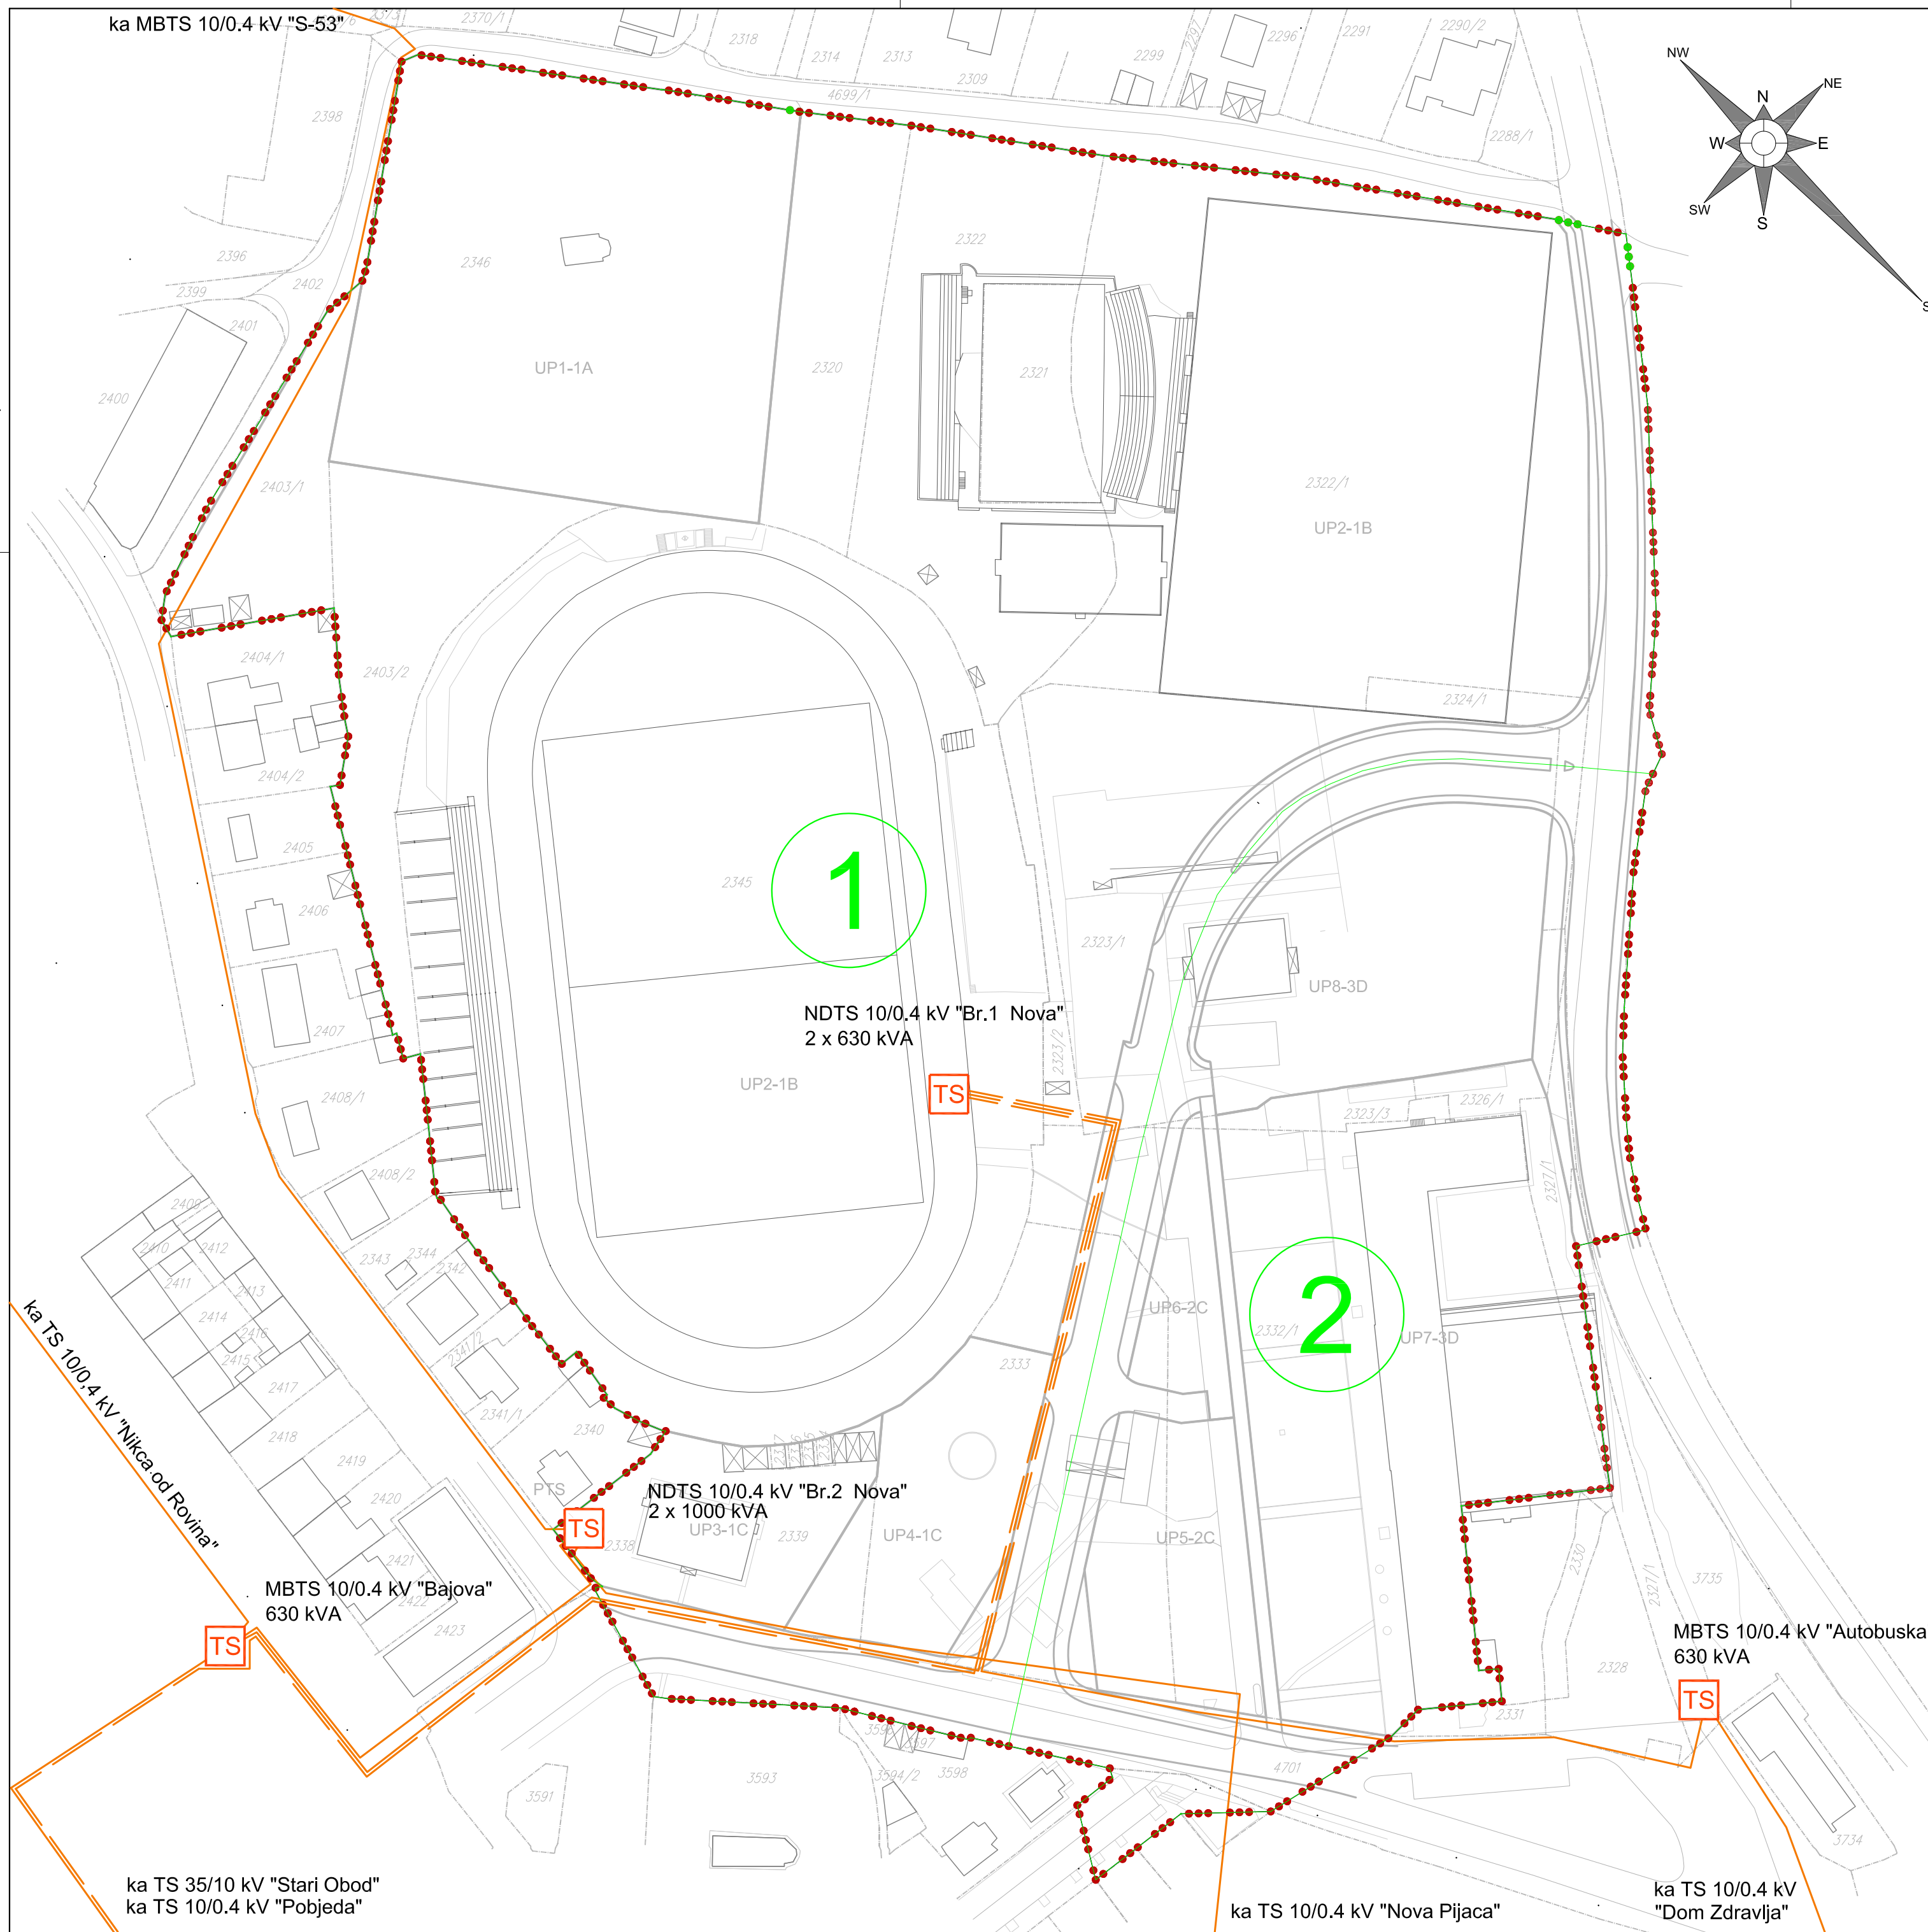 ka MBTS 10/0.4 kV "S-53"
2373
2370/1
2318
2314
2313
2309
4699/1
2299
2297
2296
2291
2290/2
2288/1
NW
N
NE
W
E
SW
S
2398
2396
2399
2402
2401
2400
2346
UP1-1A
2320
2322
2321
2322/1
UP2-1B
2403/1
2404/1
2403/2
2324/1
2404/2
2405
2406
2345
1
2323/1
UP8-3D
2407
NDTS 10/0.4 kV "Br.1 Nova"
2 x 630 kVA
2323/2
UP2-1B
TS
2408/1
2323/3
2326/1
2408/2
2327/1
2409
2410
2412
2411
2413
2414
2416
2415
2343
2344
2342
UP6-2C
2332/1
2
UP7-3D
2341/2
2333
2417
2418
2419
2341/1
2340
2337
2336
2335
2334
ka TS 10/0,4 kV "Nikca od Rovina"
2420
PTS
NDTS 10/0.4 kV "Br.2 Nova"
2 x 1000 kVA
TS
UP3-1C
2338
2339
UP4-1C
UP5-2C
2421
2422
2423
MBTS 10/0.4 kV "Bajova"
630 kVA
TS
2330
2327/1
3735
MBTS 10/0.4 kV "Autobuska
630 kVA
TS
2328
2331
3597
3594/2
3598
3593
3591
4701
3734
ka TS 35/10 kV "Stari Obod"
ka TS 10/0.4 kV "Pobjeda"
ka TS 10/0.4 kV "Nova Pijaca"
ka TS 10/0.4 kV
"Dom Zdravlja"